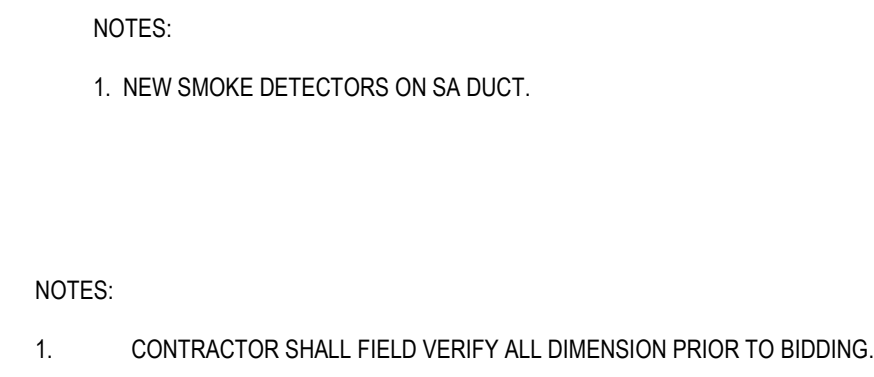 NOTES:
1. NEW SMOKE DETECTORS ON SA DUCT.
NOTES:
1. CONTRACTOR SHALL FIELD VERIFY ALL DIMENSION PRIOR TO BIDDING.